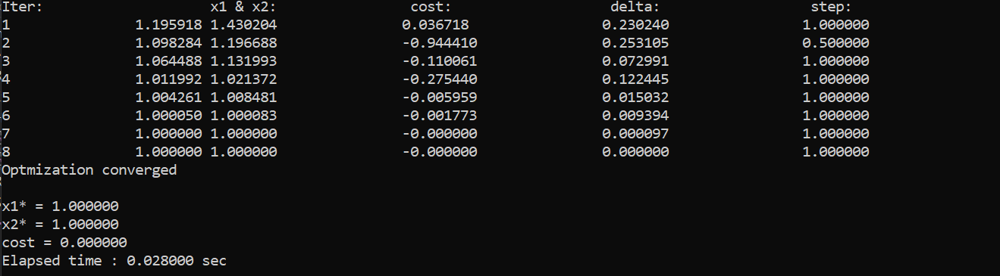 Iter: x1 & x2: cost: delta: step:
1 1.195918 1.430204 0.036718 0.230240 1.000000
2 1.098284 1.196688 -0.944410 0.253105 0.500000
3 1.064488 1.131993 -0.110061 0.072991 1.000000
4 1.011992 1.021372 -0.275440 0.122445 1.000000
5 1.004261 1.008481 -0.005959 0.015032 1.000000
6 1.000050 1.000083 -0.001773 0.009394 1.000000
7 1.000000 1.000000 -0.000000 0.000097 1.000000
8 1.000000 1.000000 -0.000000 0.000000 1.000000
Optmization converged
x1* = 1.000000
x2* = 1.000000
cost = 0.000000
Elapsed time : 0.028000 sec